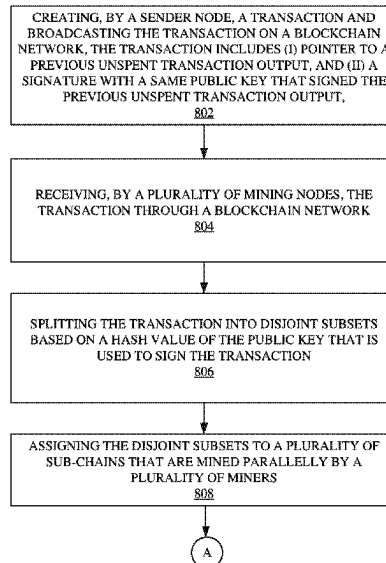 CREATING, BY A SENDER NODE, A TRANSACTION AND
BROADCASTING THE TRANSACTION ON A BLOCKCHAIN
NETWORK, THE TRANSACTION INCLUDES (I) POINTER TO A
PREVIOUS UNSPENT TRANSACTION OUTPUT, AND (II) A
SIGNATURE WITH A SAME PUBLIC KEY THAT SIGNED THE
PREVIOUS UNSPENT TRANSACTION OUTPUT,
802
RECEIVING, BY A PLURALITY OF MINING NODES, THE
TRANSACTION THROUGH A BLOCKCHAIN NETWORK
804
SPLITTING THE TRANSACTION INTO DISJOINT SUBSETS
BASED ON A HASH VALUE OF THE PUBLIC KEY THAT IS
USED TO SIGN THE TRANSACTION
806
ASSIGNING THE DISJOINT SUBSETS TO A PLURALITY OF
SUB-CHAINS THAT ARE MINED PARALLELLY BY A
PLURALITY OF MINERS
808
A